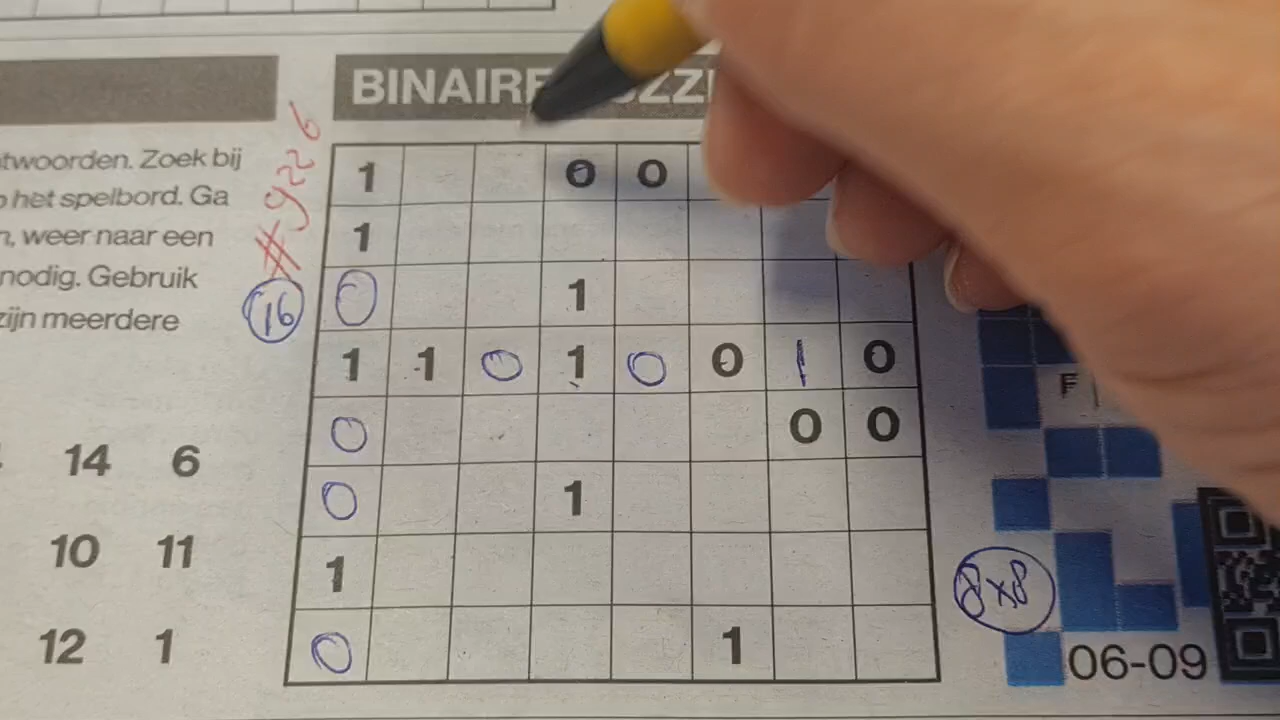 BINAIRE
twoorden. Zoek bij
het spelbord. Ga
n, weer naar een
nodig. Gebruik
zijn meerdere
#9226
16
14 6
10 11
12 1
1 0 0
1
0 1
1 1 0 1 0 0 1 0
0 0 0
0 1
1
0 1
8x8
06-09